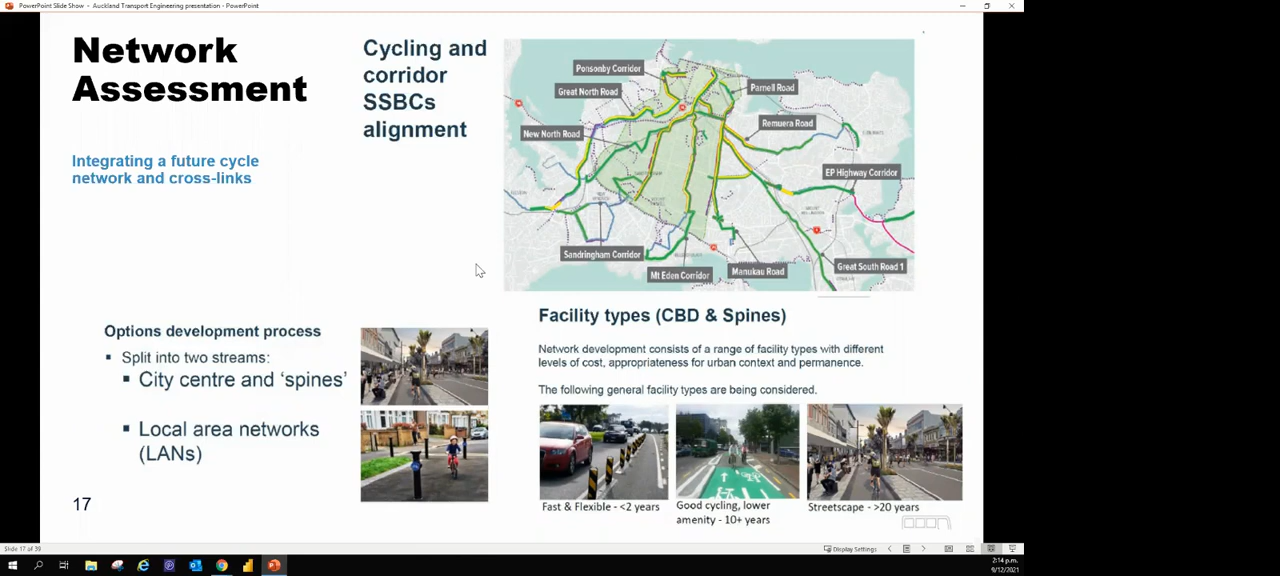 PowerPoint Slide Show - Auckland Transport Engineering presentation - PowerPoint
Network
Assessment
Integrating a future cycle
network and cross-links
Cycling and
corridor
SSBCs
alignment
Ponsonby Corridor
Great North Road
New North Road
Parnell Road
Remuera Road
EP Highway Corridor
Sandringham Corridor
Mt Eden Corridor
Manukau Road
Great South Road 1
Options development process
▪ Split into two streams:
▪ City centre and ‘spines’
▪ Local area networks
(LANs)
Facility types (CBD & Spines)
Network development consists of a range of facility types with different
levels of cost, appropriateness for urban context and permanence.
The following general facility types are being considered.
Fast & Flexible - <2 years
Good cycling, lower
amenity - 10+ years
Streetscape - >20 years
17
Slide 17 of 39
Display Settings
2:14 p.m.
9/12/2021